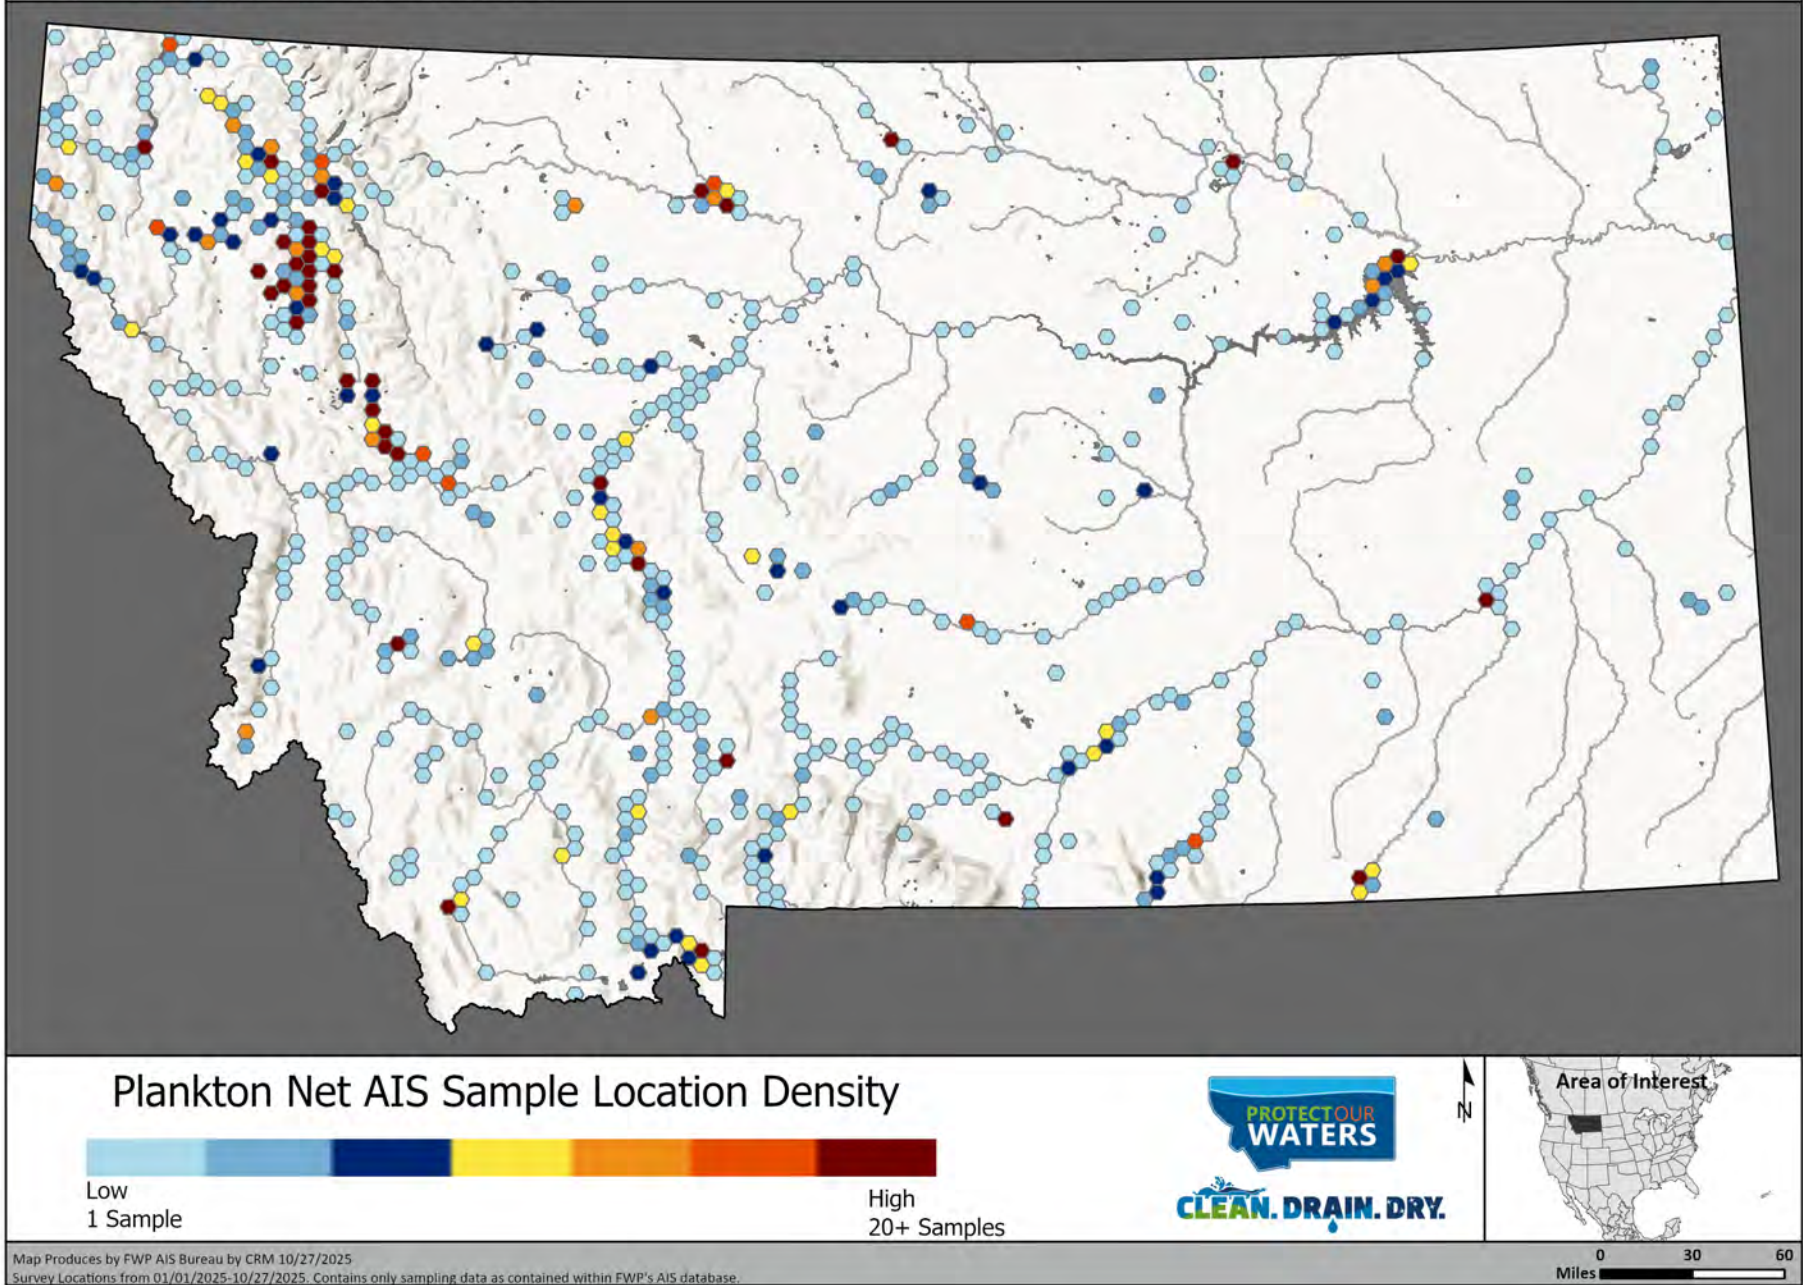 Plankton Net AIS Sample Location Density
Low
1 Sample
High
20+ Samples
PROTECTOUR
WATERS
CLEAN. DRAIN. DRY.
N
Area of Interest
Map Produces by FWP AIS Bureau by CRM 10/27/2025
Survey Locations from 01/01/2025-10/27/2025. Contains only sampling data as contained within FWP's AIS database.
0 30 60
Miles